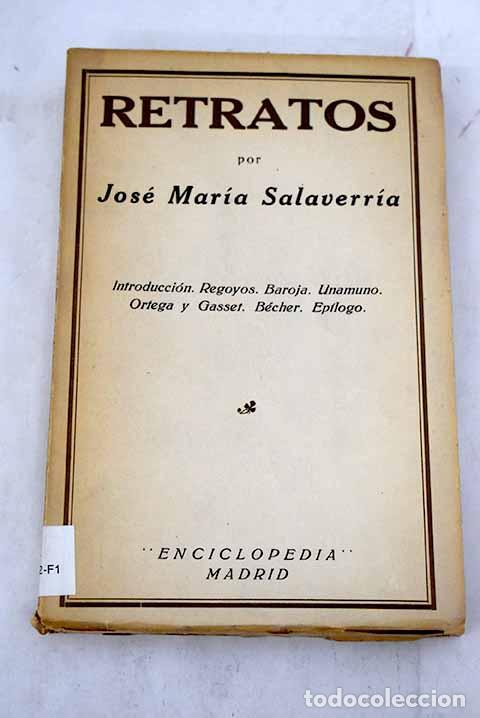 RETRATOS
por
José María Salaverría
Introducción. Regoyos. Baroja. Unamuno.
Ortega y Gasset. Bécher. Epílogo.
"ENCICLOPEDIA"
MADRID
2-F1
todocoleccion